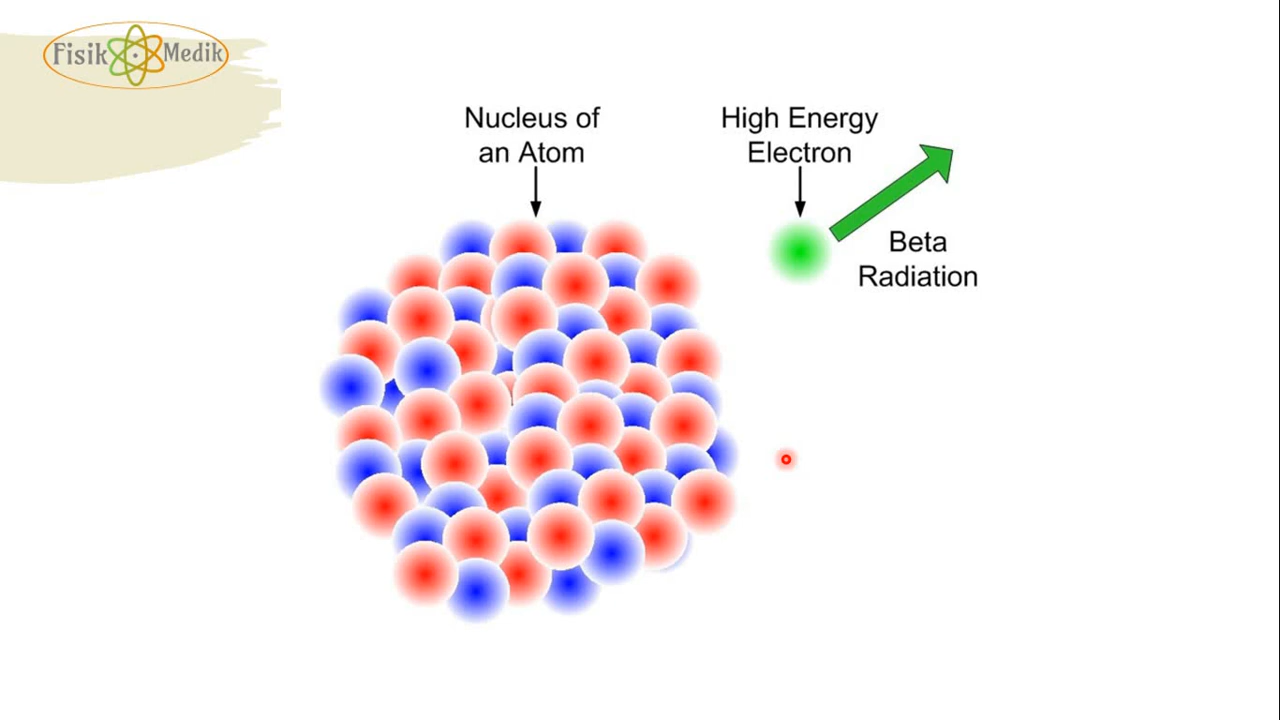 Fisik Medik
Nucleus of
an Atom
High Energy
Electron
Beta
Radiation